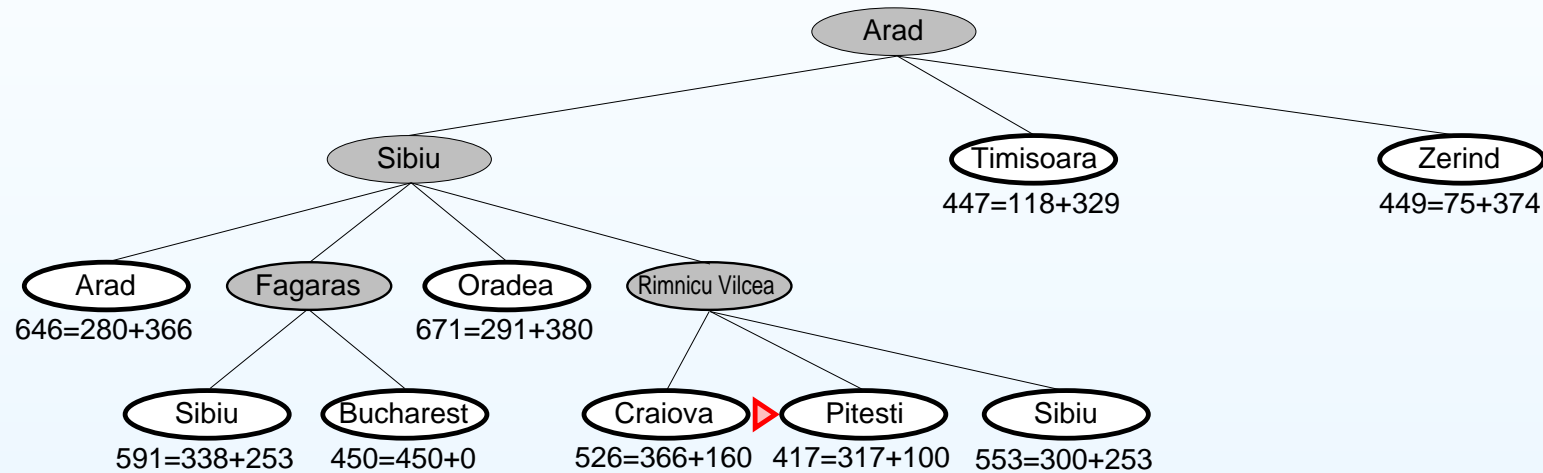 Arad
Sibiu
Timisoara
Zerind
447=118+329
449=75+374
Arad
Fagaras
Oradea
Rimnicu Vilcea
646=280+366
671=291+380
Sibiu
Bucharest
Craiova
Pitesti
Sibiu
591=338+253
450=450+0
526=366+160
417=317+100
553=300+253